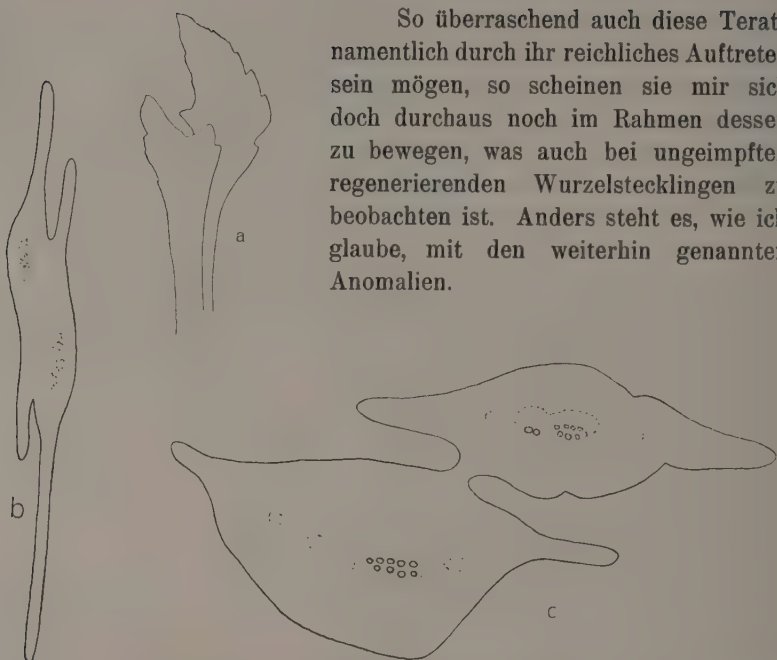 So überraschend auch diese Terat
namentlich durch ihr reichliches Auftrete
sein mögen, so scheinen sie mir sic
doch durchaus noch im Rahmen desse
zu bewegen, was auch bei ungeimpfte
regenerierenden Wurzelstecklingen z
beobachten ist. Anders steht es, wie ich
glaube, mit den weiterhin genannte
Anomalien.
a
b
c